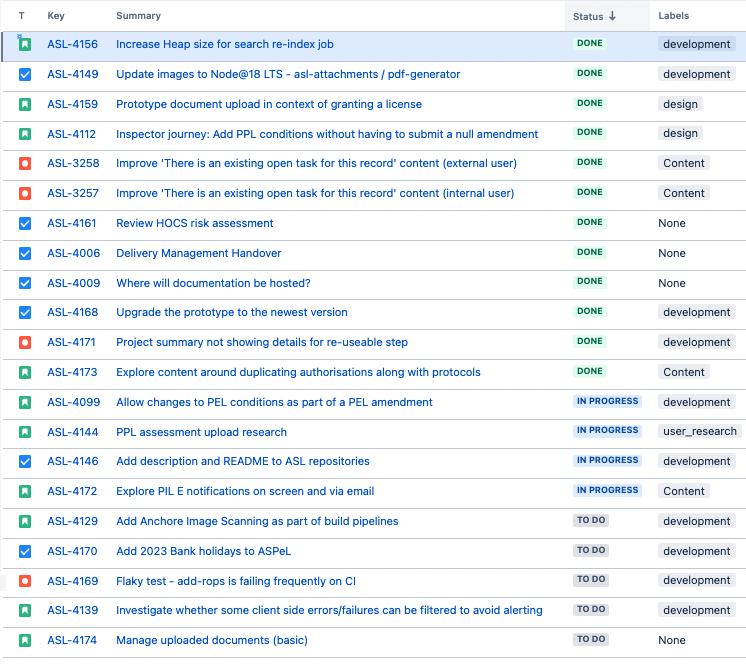 T Key Summary Status ↓ Labels
ASL-4156 Increase Heap size for search re-index job DONE development
ASL-4149 Update images to Node@18 LTS - asl-attachments / pdf-generator DONE development
ASL-4159 Prototype document upload in context of granting a license DONE design
ASL-4112 Inspector journey: Add PPL conditions without having to submit a null amendment DONE design
ASL-3258 Improve 'There is an existing open task for this record' content (external user) DONE Content
ASL-3257 Improve 'There is an existing open task for this record' content (internal user) DONE Content
ASL-4161 Review HOCS risk assessment DONE None
ASL-4006 Delivery Management Handover DONE None
ASL-4009 Where will documentation be hosted? DONE None
ASL-4168 Upgrade the prototype to the newest version DONE development
ASL-4171 Project summary not showing details for re-useable step DONE development
ASL-4173 Explore content around duplicating authorisations along with protocols DONE Content
ASL-4099 Allow changes to PEL conditions as part of a PEL amendment IN PROGRESS development
ASL-4144 PPL assessment upload research IN PROGRESS user_research
ASL-4146 Add description and README to ASL repositories IN PROGRESS development
ASL-4172 Explore PIL E notifications on screen and via email IN PROGRESS Content
ASL-4129 Add Anchore Image Scanning as part of build pipelines TO DO development
ASL-4170 Add 2023 Bank holidays to ASPeL TO DO development
ASL-4169 Flaky test - add-rops is failing frequently on CI TO DO development
ASL-4139 Investigate whether some client side errors/failures can be filtered to avoid alerting TO DO development
ASL-4174 Manage uploaded documents (basic) TO DO None